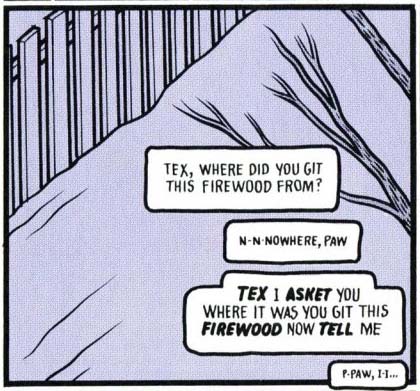 TEX, WHERE DID YOU GIT
THIS FIREWOOD FROM?
N-N-NOWHERE, PAW
TEX I ASKET YOU
WHERE IT WAS YOU GIT THIS
FIREWOOD NOW TELL ME
P-PAW, I-I...